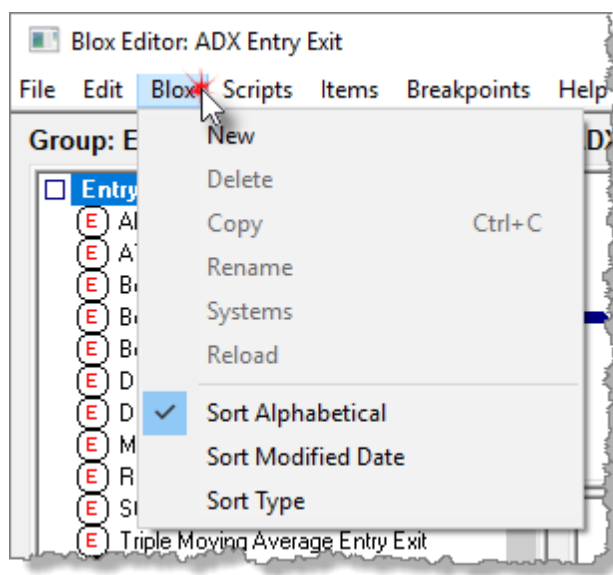 Blox Editor: ADX Entry Exit
File Edit Blox Scripts Items Breakpoints Help
Group: E
New
Entry
Delete
E
Copy Ctrl+C
E
Rename
E
Systems
E
Reload
E
E D
E D
Sort Alphabetical
E M
Sort Modified Date
E R
Sort Type
E
E Triple Moving Average Entry Exit